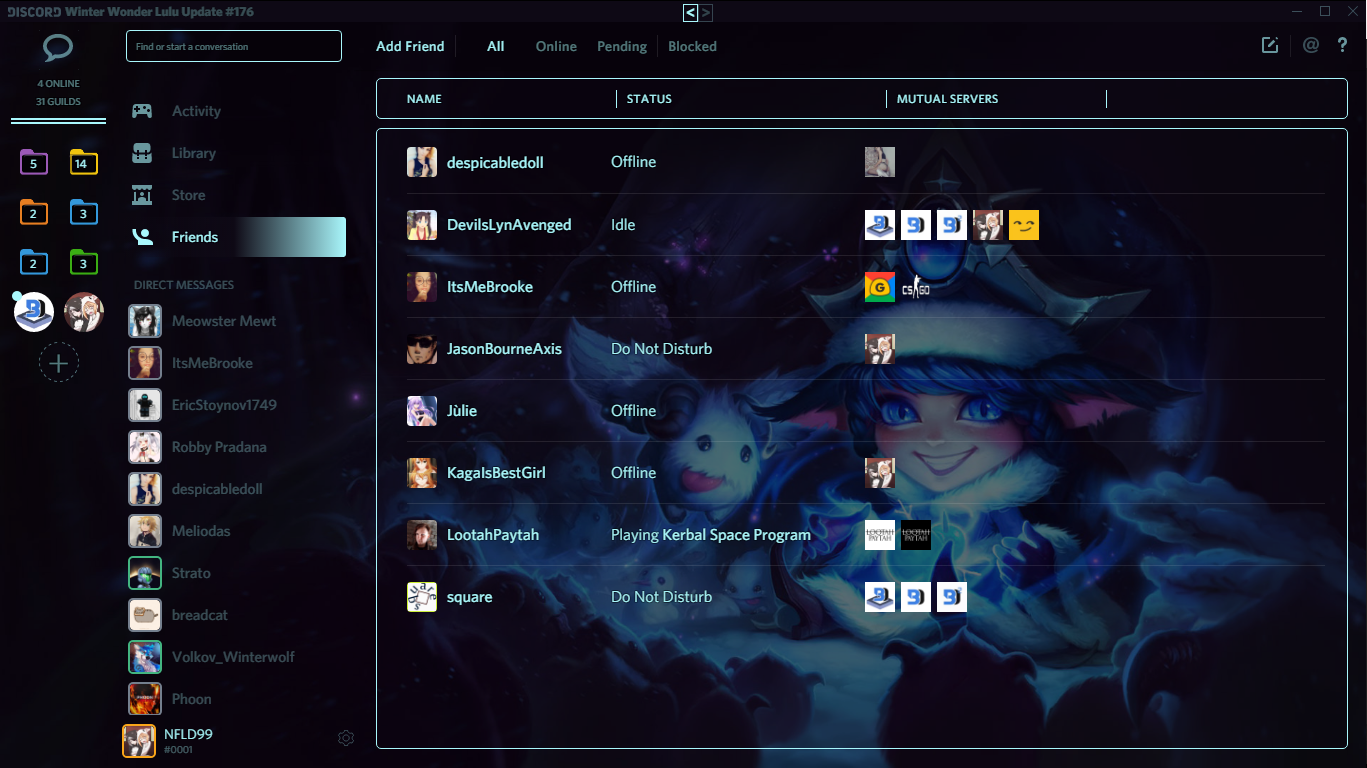 DISCORD Winter Wonder Lulu Update #176
< >
4 ONLINE
31 GUILDS
5
14
2
3
2
3
Find or start a conversation
Activity
Library
Store
Friends
DIRECT MESSAGES
Meowster Mewt
ItsMeBrooke
EricStoynov1749
Robby Pradana
despicabledoll
Meliodas
Strato
breadcat
Volkov_Winterwolf
Phoon
NFLD99
#0001
Add Friend All Online Pending Blocked @ ?
NAME STATUS MUTUAL SERVERS
despicabledoll Offline
DevilsLynAvenged Idle
ItsMeBrooke Offline G CS GO
JasonBourneAxis Do Not Disturb
Jùlie Offline
KagaIsBestGirl Offline
LootahPaytah Playing Kerbal Space Program LOOTAH PAYTAH LOOTAH PAYTAH
square Do Not Disturb